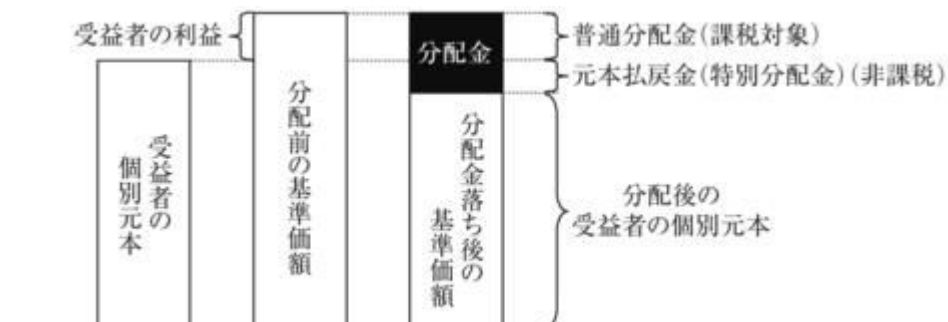 受益者の利益
受益者の
個別元本
分配前の基準価額
分配金
分配金落ち後の
基準価額
普通分配金(課税対象)
元本払戻金(特別分配金)(非課税)
分配後の
受益者の個別元本